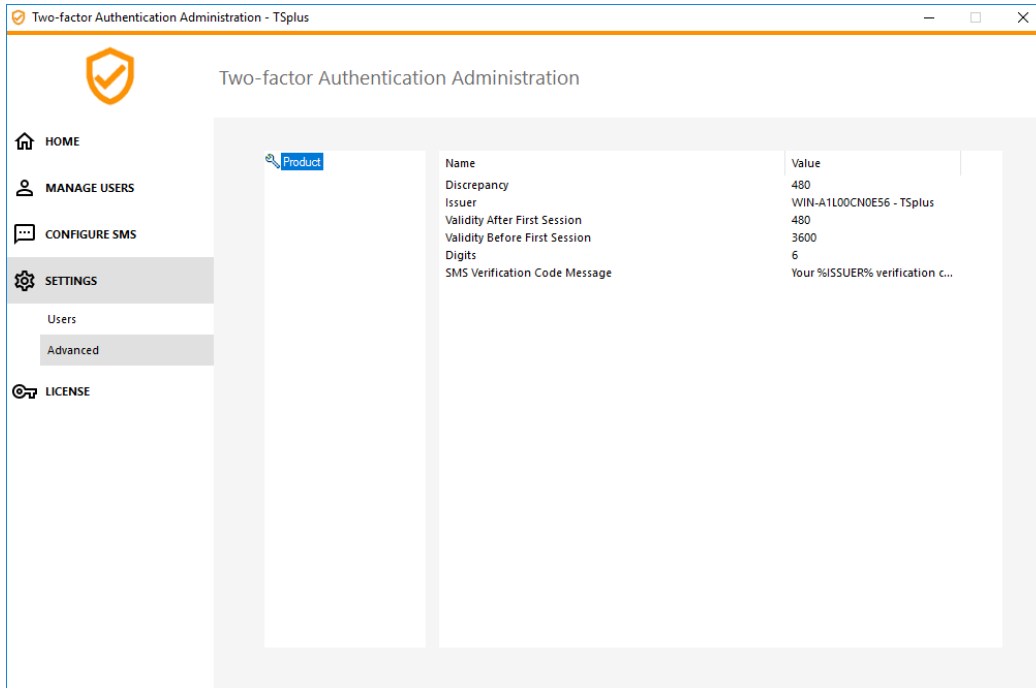 Two-factor Authentication Administration - TSplus
Two-factor Authentication Administration
HOME
MANAGE USERS
CONFIGURE SMS
SETTINGS
Users
Advanced
LICENSE
Product
Name Value
Discrepancy 480
Issuer WIN-A1L00CN0E56 - TSplus
Validity After First Session 480
Validity Before First Session 3600
Digits 6
SMS Verification Code Message Your %ISSUER% verification c...